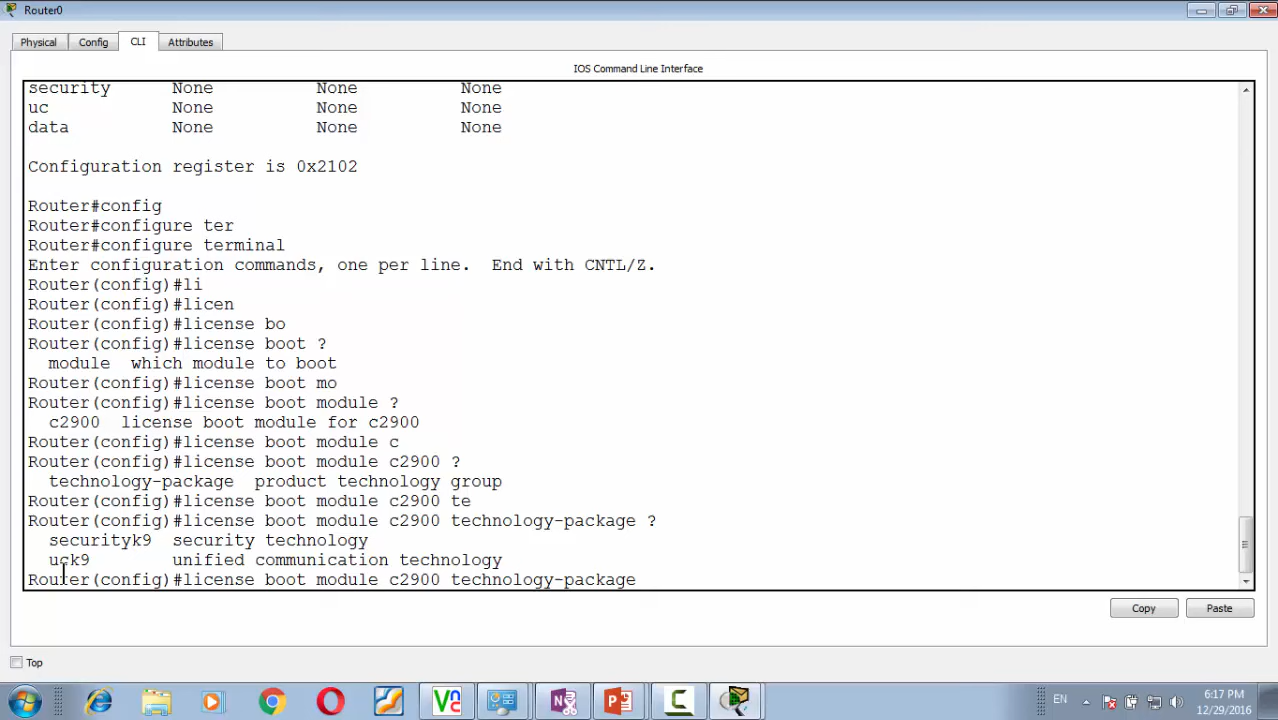 Router0
Physical Config CLI Attributes
IOS Command Line Interface
security None None None
uc None None None
data None None None
Configuration register is 0x2102
Router#config
Router#configure ter
Router#configure terminal
Enter configuration commands, one per line. End with CNTL/Z.
Router(config)#li
Router(config)#licen
Router(config)#license bo
Router(config)#license boot ?
module which module to boot
Router(config)#license boot mo
Router(config)#license boot module ?
c2900 license boot module for c2900
Router(config)#license boot module c
Router(config)#license boot module c2900 ?
technology-package product technology group
Router(config)#license boot module c2900 te
Router(config)#license boot module c2900 technology-package ?
securityk9 security technology
uck9 unified communication technology
Router(config)#license boot module c2900 technology-package
Copy Paste
Top
EN 6:17 PM
12/29/2016